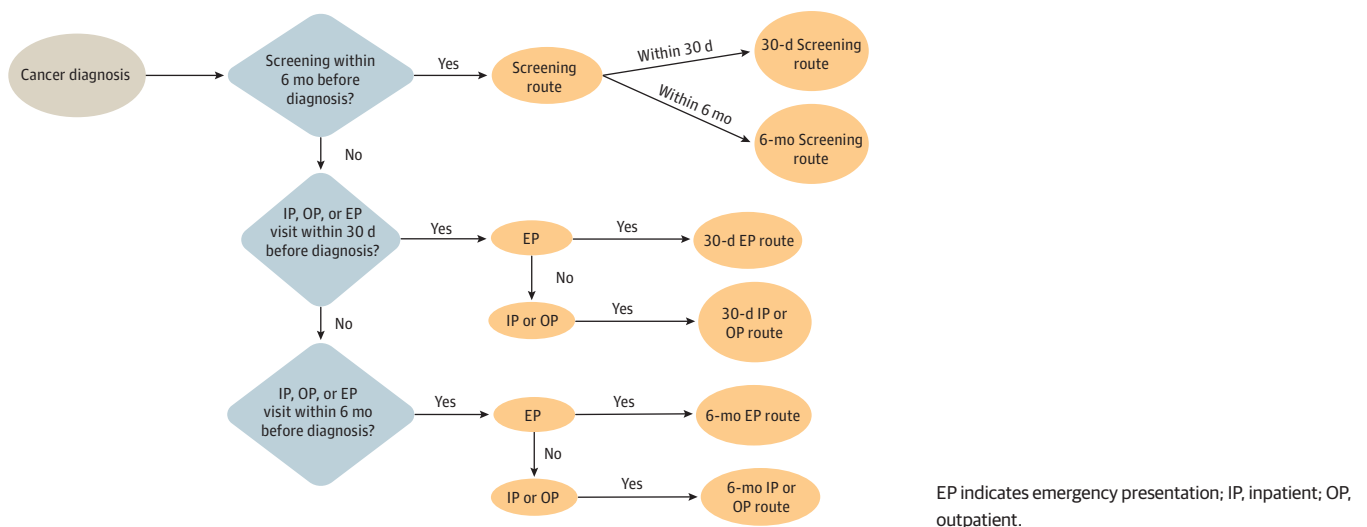 Cancer diagnosis
Screening within
6 mo before
diagnosis?
Yes
Screening
route
Within 30 d
30-d Screening
route
Within 6 mo
6-mo Screening
route
No
IP, OP, or EP
visit within 30 d
before diagnosis?
Yes
EP
Yes
30-d EP route
No
IP or OP
Yes
30-d IP or
OP route
No
IP, OP, or EP
visit within 6 mo
before diagnosis?
Yes
EP
Yes
6-mo EP route
No
IP or OP
Yes
6-mo IP or
OP route
EP indicates emergency presentation; IP, inpatient; OP,
outpatient.